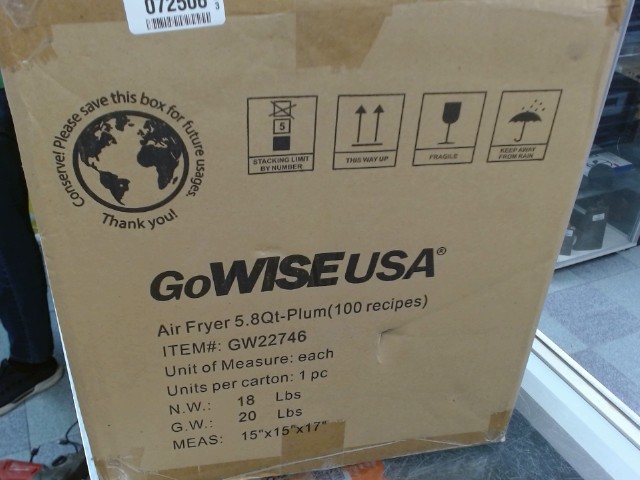 072506
3
Conserve! Please save this box for future usages.
Thank you!
5
STACKING LIMIT
BY NUMBER
THIS WAY UP
FRAGILE
KEEP AWAY
FROM RAIN
GoWISEUSA®
Air Fryer 5.8Qt-Plum(100 recipes)
ITEM#: GW22746
Unit of Measure: each
Units per carton: 1 pc
N.W.: 18 Lbs
G.W.: 20 Lbs
MEAS: 15"x15"x17"